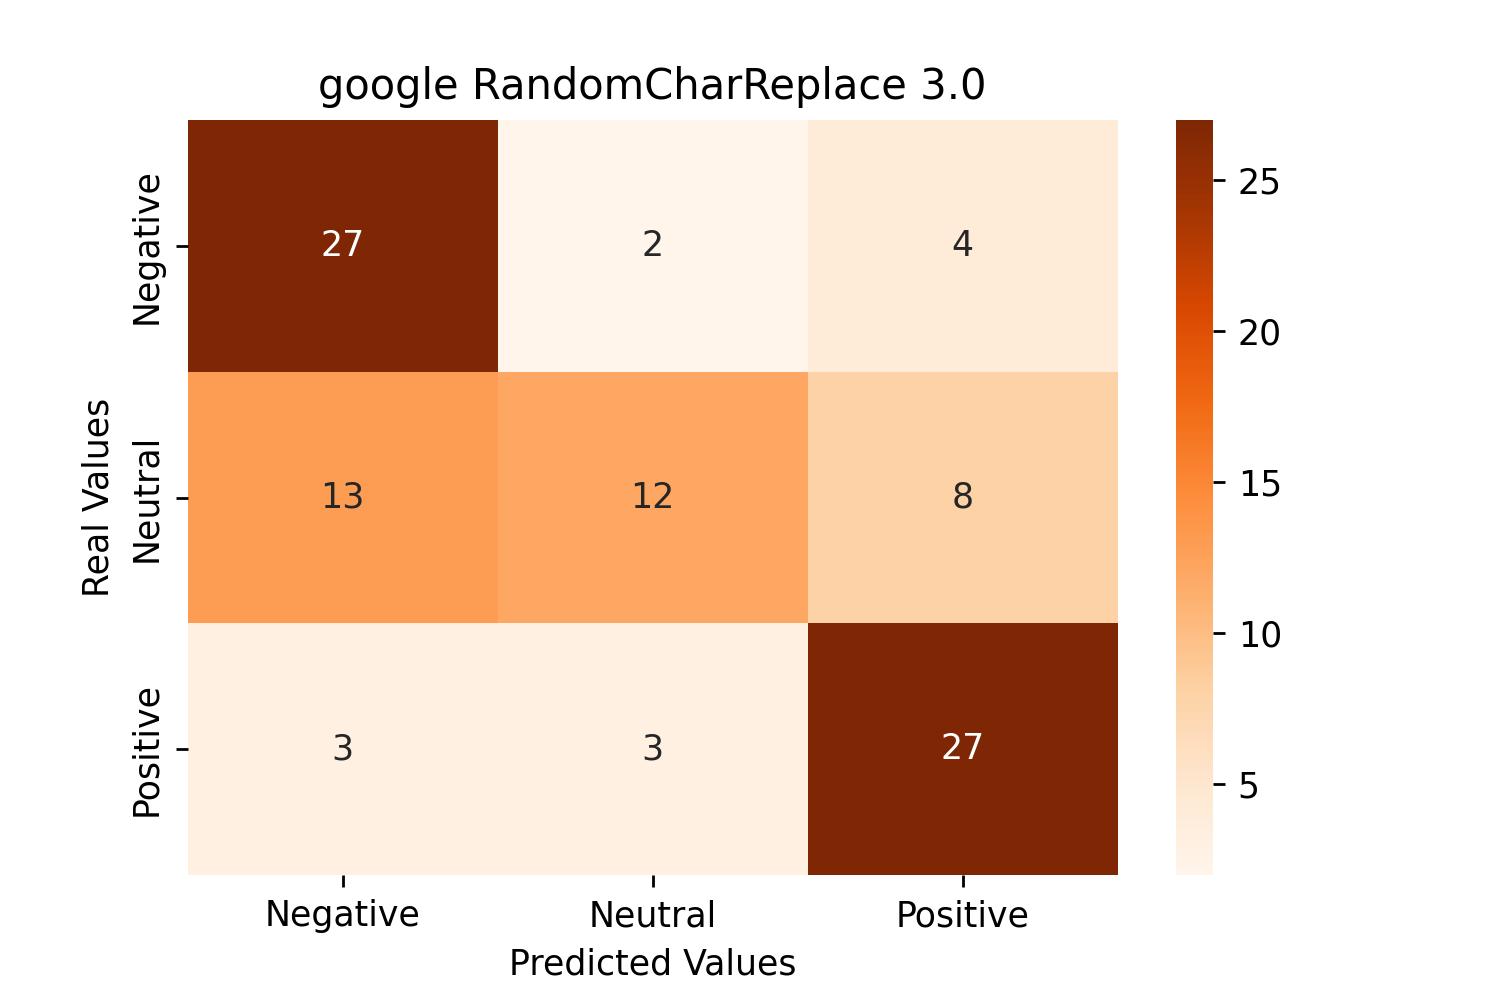 google RandomCharReplace 3.0
Real Values
Negative
27 2 4
Neutral
13 12 8
Positive
3 3 27
Negative Neutral Positive
Predicted Values
25
20
15
10
5